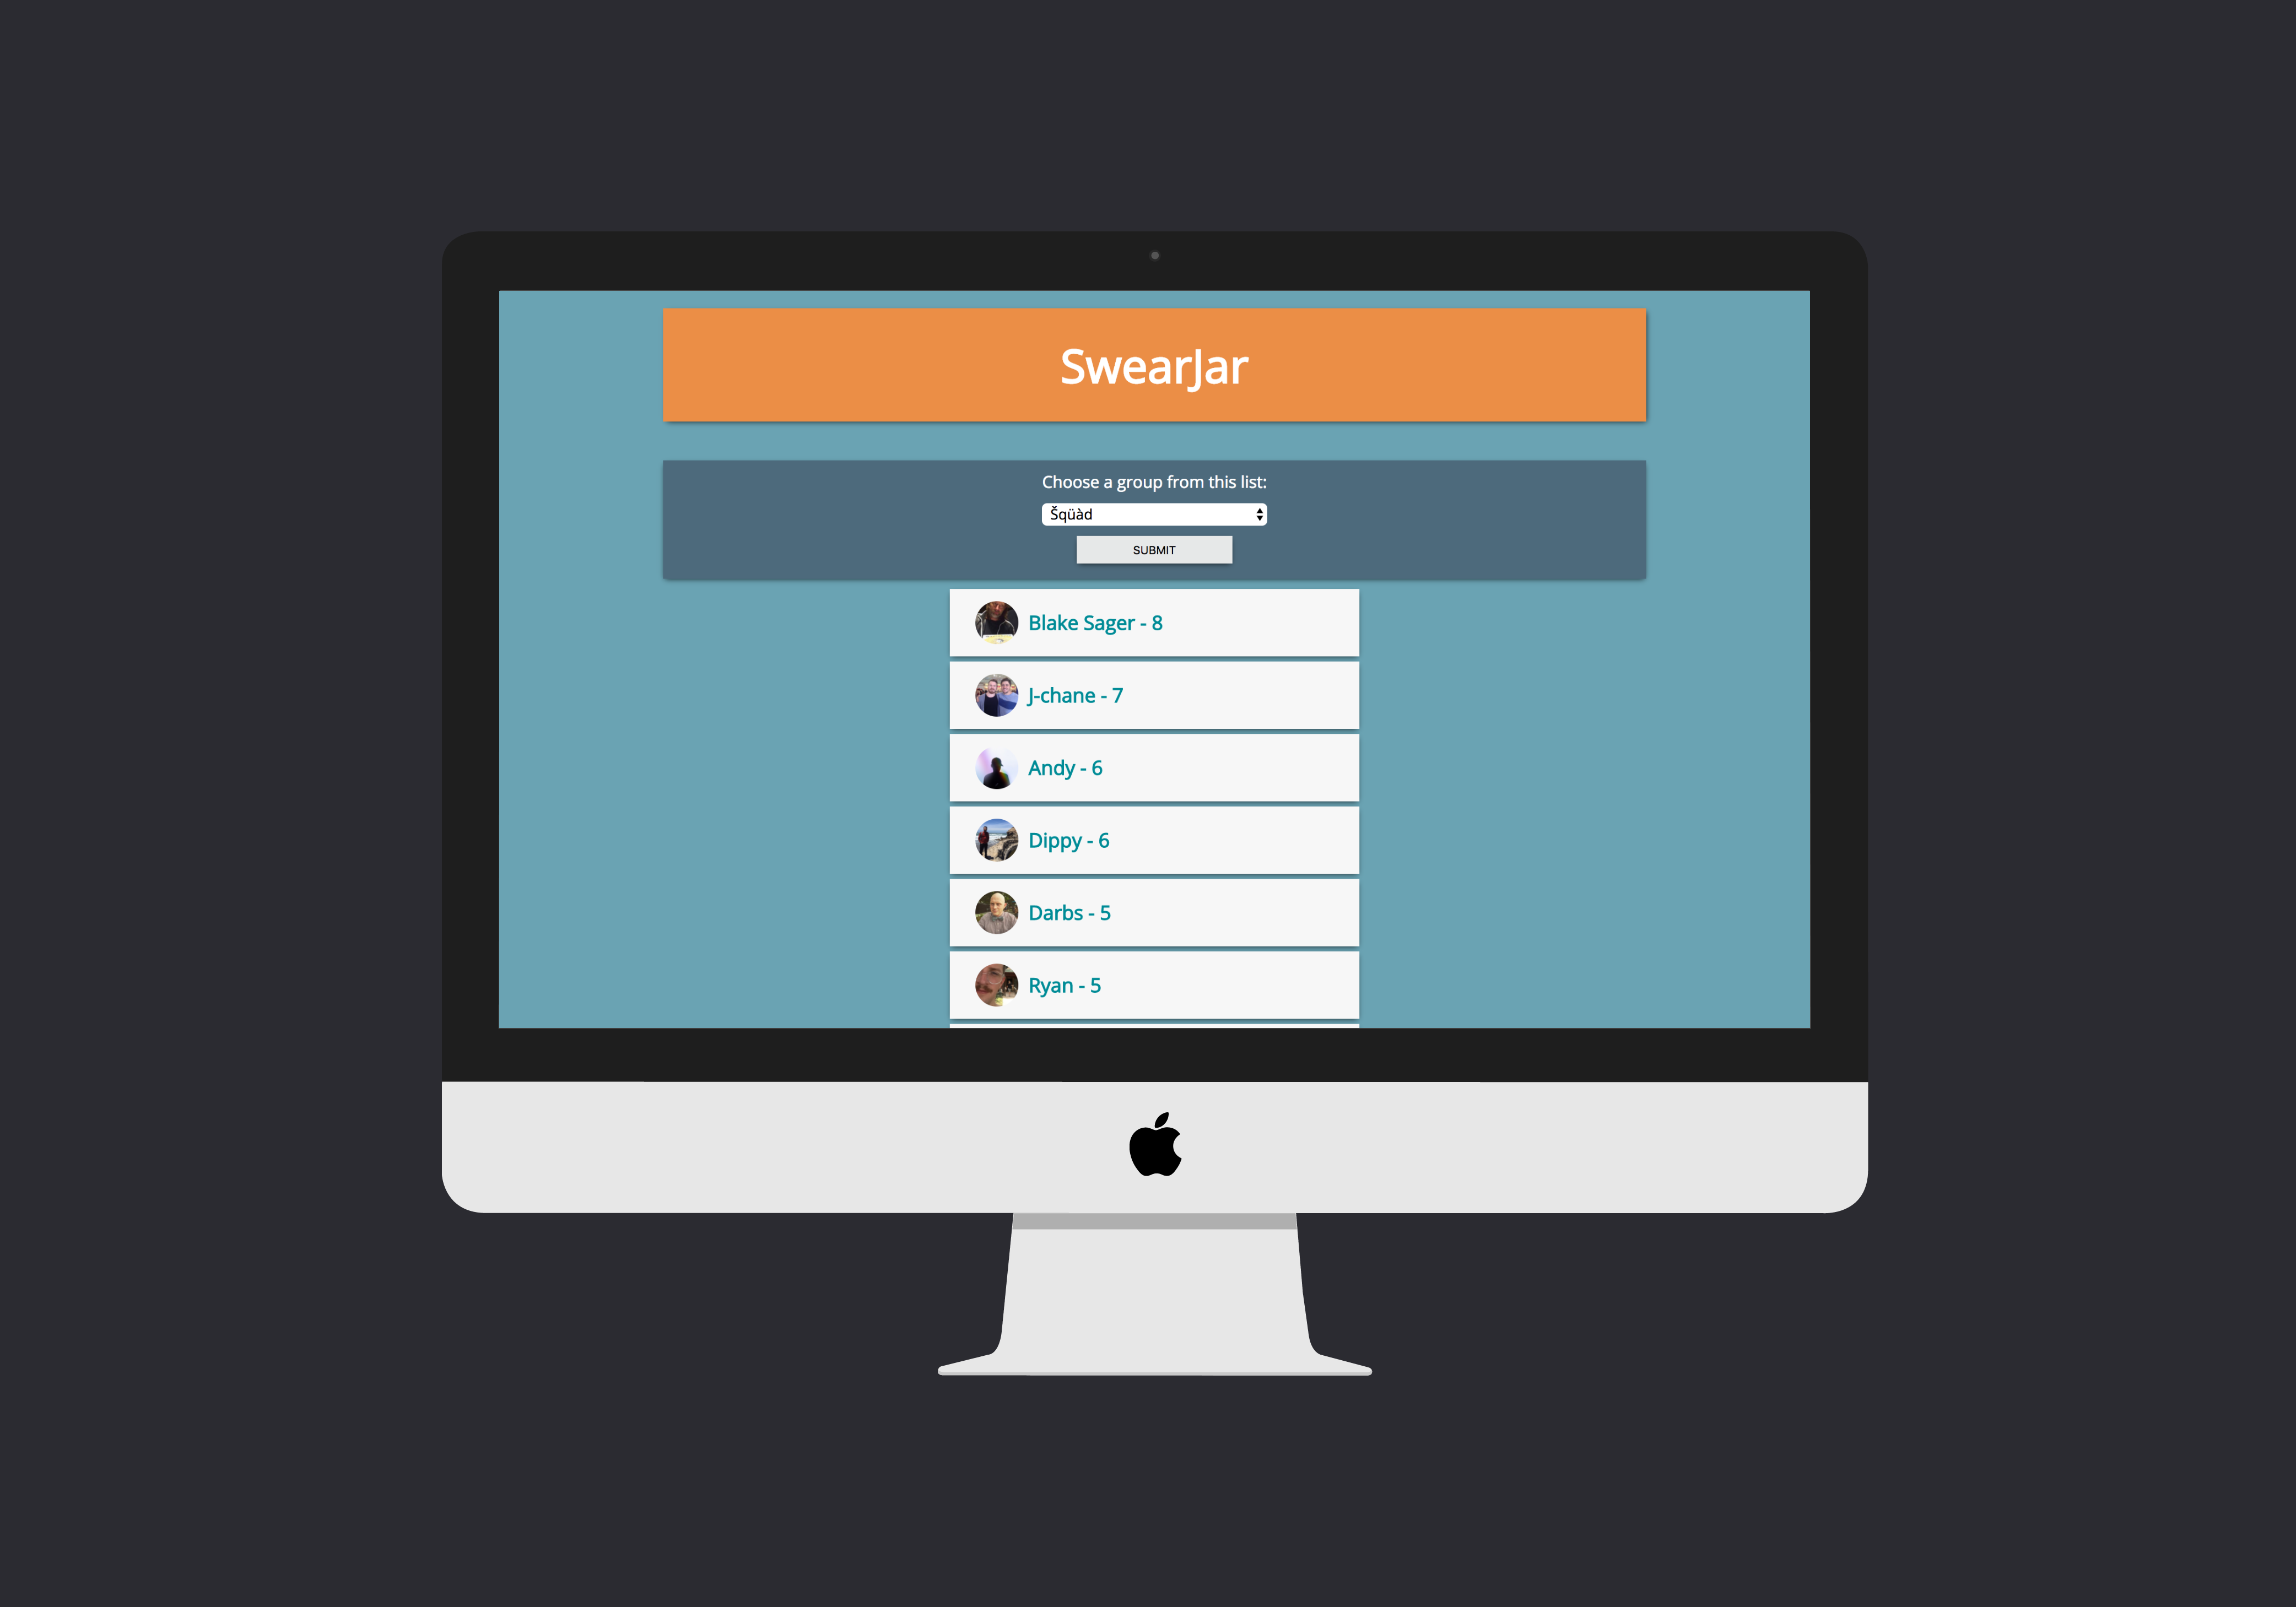 SwearJar
Choose a group from this list:
Šqüàd
SUBMIT
Blake Sager - 8
J-chane - 7
Andy - 6
Dippy - 6
Darbs - 5
Ryan - 5